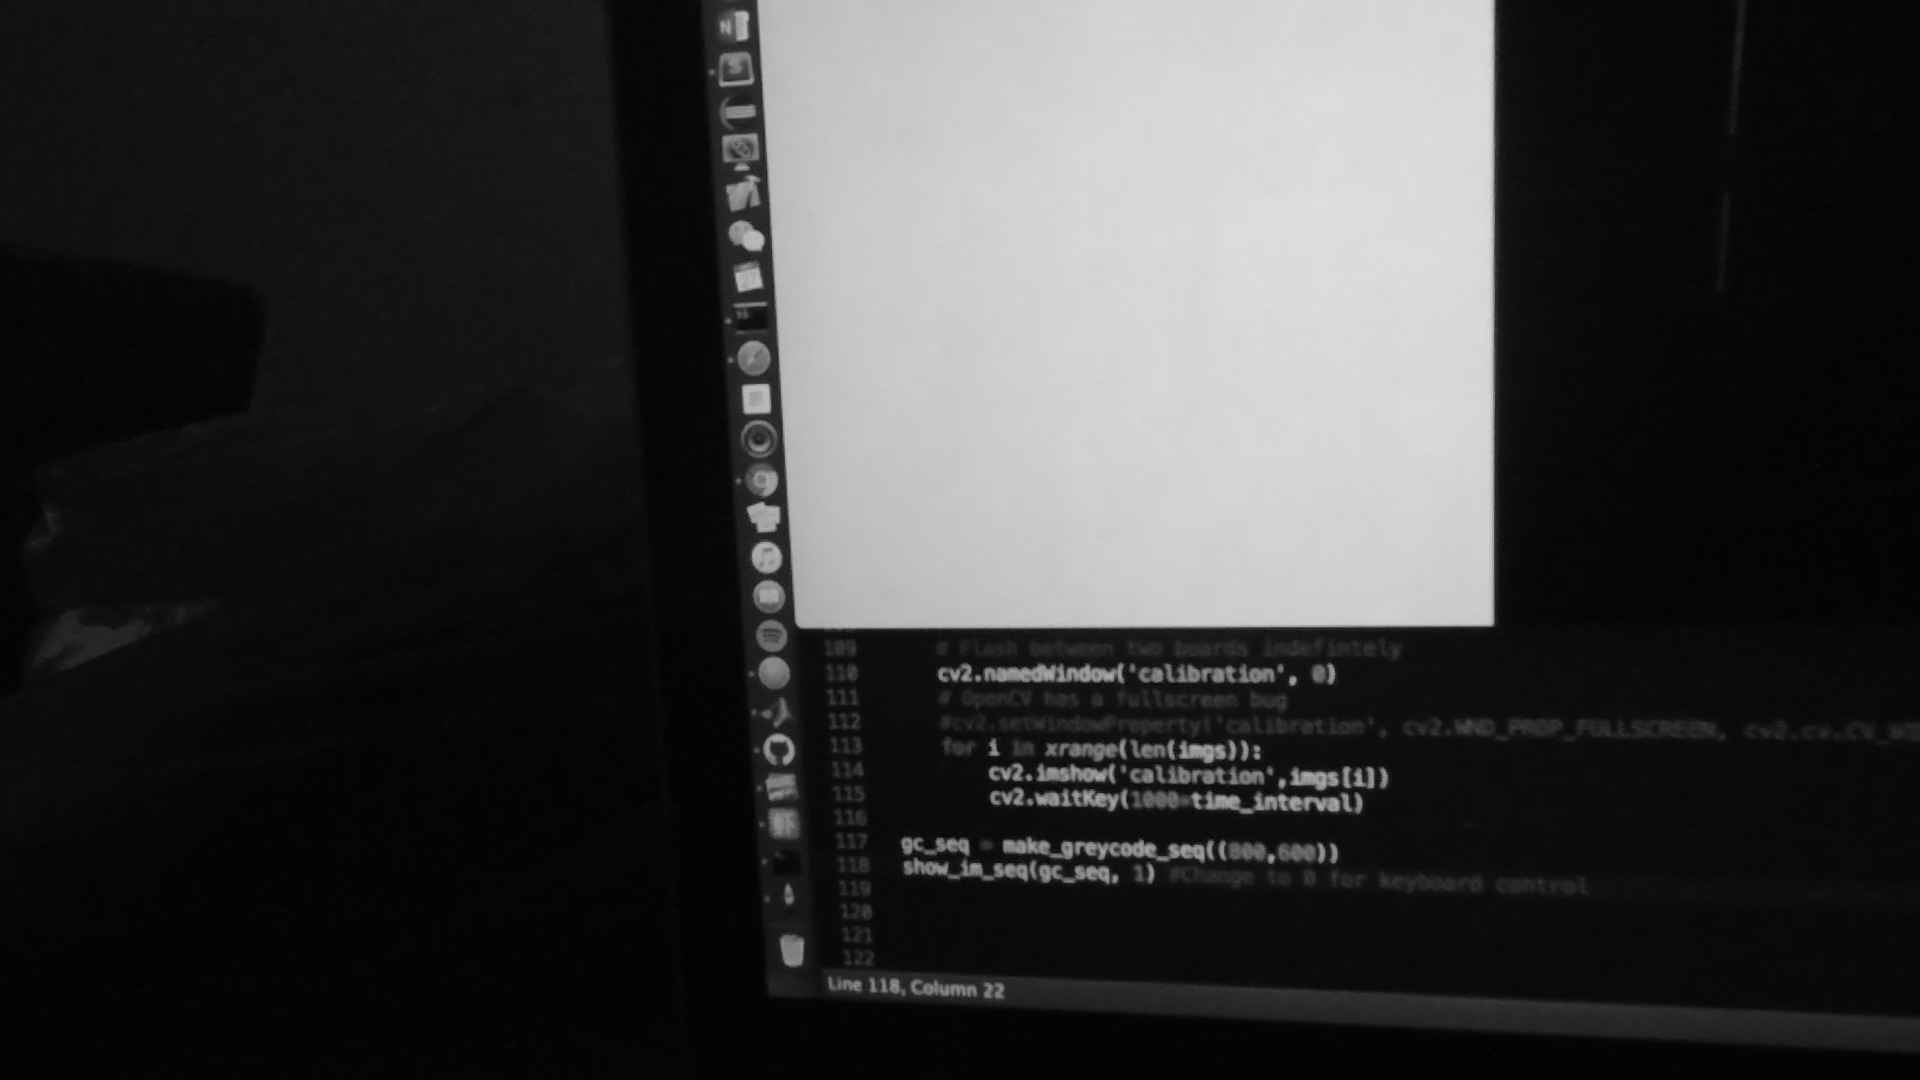 109 # Flash between two boards indefintely
110 cv2.namedWindow('calibration', 0)
111 # OpenCV has a fullscreen bug
112 #cv2.setWindowProperty('calibration', cv2.WND_PROP_FULLSCREEN, cv2.cv.CV_WI
113 for i in xrange(len(imgs)):
114 cv2.imshow('calibration',imgs[i])
115 cv2.waitKey(1000*time_interval)
116
117 gc_seq = make_greycode_seq((800,600))
118 show_im_seq(gc_seq, 1) #Change to 0 for keyboard control
119
120
121
122
Line 118, Column 22